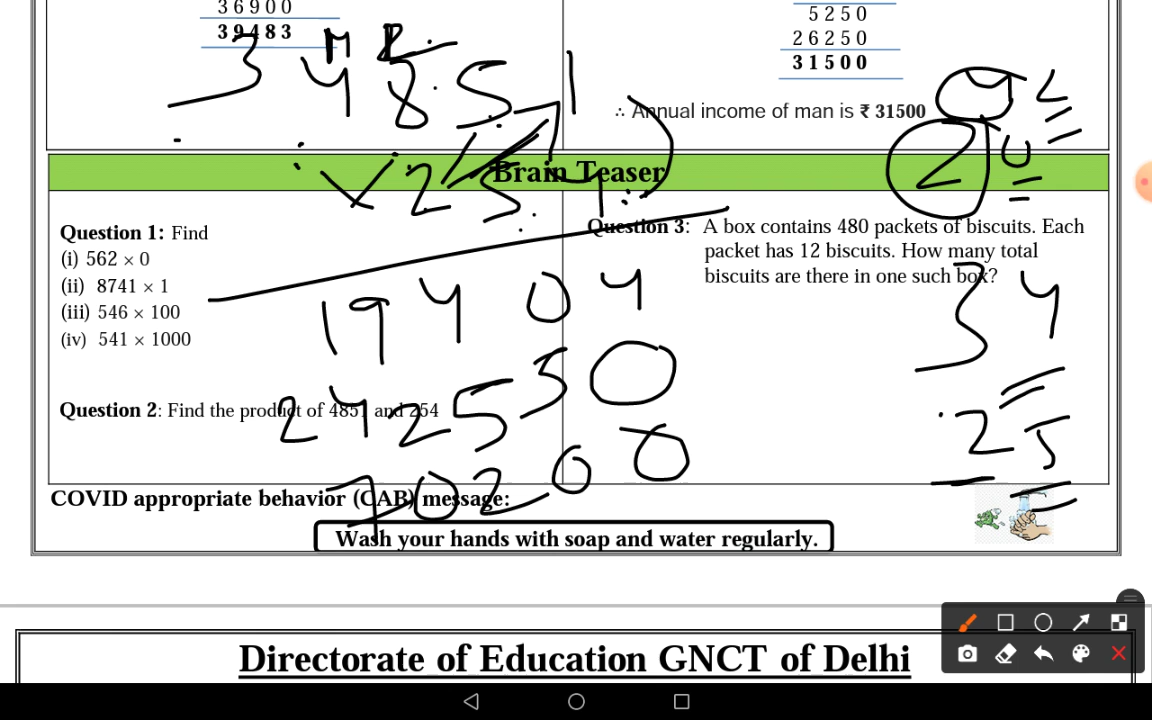 36900
39483
5250
26250
31500
∴ Annual income of man is ₹ 31500
Brain Teaser
Question 1: Find
(i) 562 × 0
(ii) 8741 × 1
(iii) 546 × 100
(iv) 541 × 1000
Question 2: Find the product of 4851 and 254
Question 3: A box contains 480 packets of biscuits. Each
packet has 12 biscuits. How many total
biscuits are there in one such box?
4851
×254
19404
242550
70200
34
25
COVID appropriate behavior (CAB) message:
Wash your hands with soap and water regularly.
Directorate of Education GNCT of Delhi